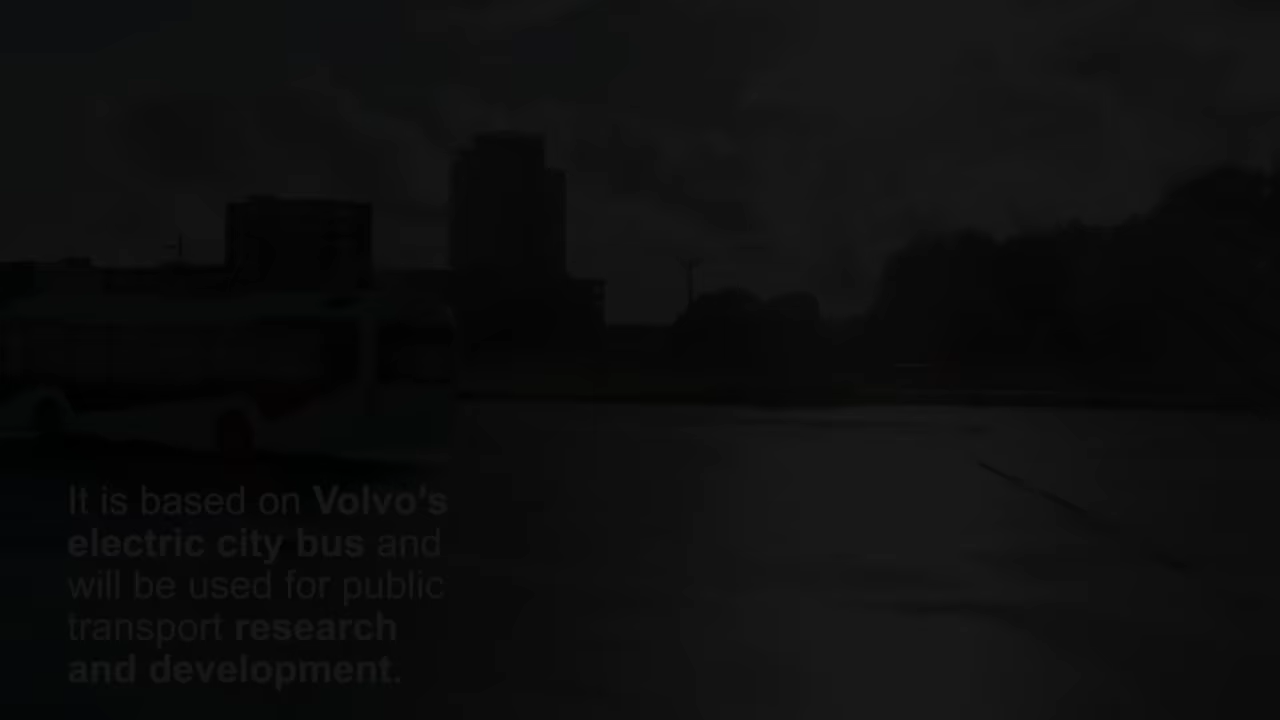 It is based on Volvo's
electric city bus and
will be used for public
transport research
and development.